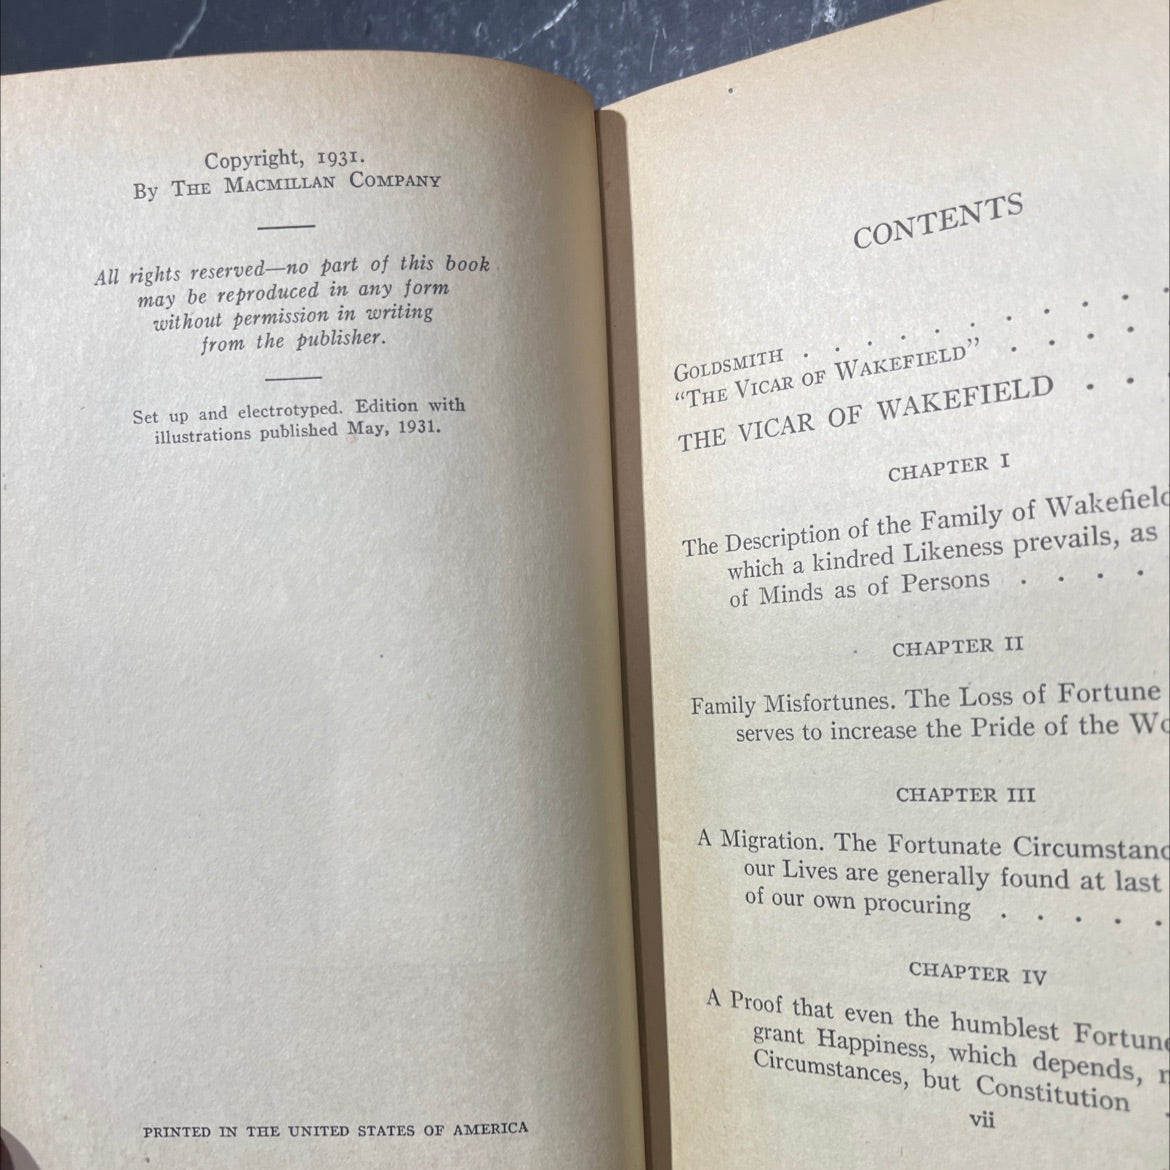 Copyright, 1931.
By THE MACMILLAN COMPANY
All rights reserved—no part of this book
may be reproduced in any form
without permission in writing
from the publisher.
Set up and electrotyped. Edition with
illustrations published May, 1931.
PRINTED IN THE UNITED STATES OF AMERICA
CONTENTS
GOLDSMITH . . . . . . . . . .
"THE VICAR OF WAKEFIELD" . . . .
THE VICAR OF WAKEFIELD . . .
CHAPTER I
The Description of the Family of Wakefield
which a kindred Likeness prevails, as
of Minds as of Persons . . . .
CHAPTER II
Family Misfortunes. The Loss of Fortune
serves to increase the Pride of the
CHAPTER III
A Migration. The Fortunate Circumstanc
our Lives are generally found at last
of our own procuring . . . . .
CHAPTER IV
A Proof that even the humblest Fortune
grant Happiness, which depends,
Circumstances, but Constitution .
vii